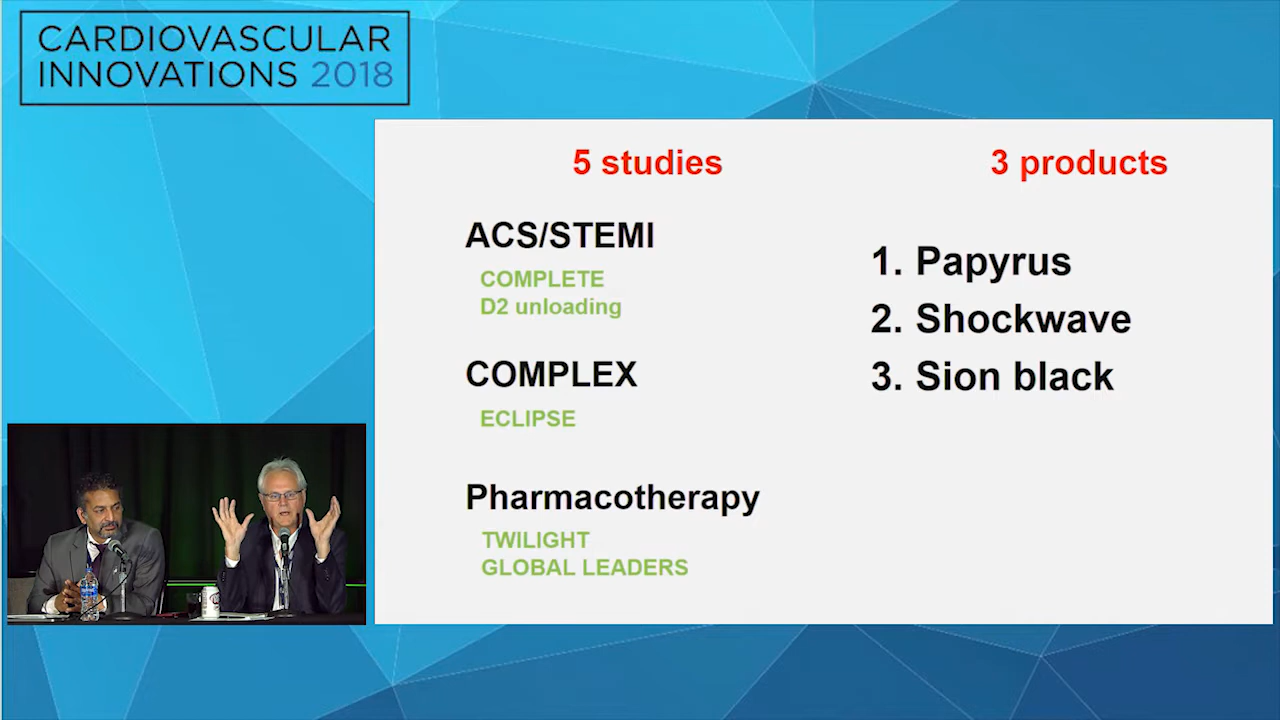 CARDIOVASCULAR
INNOVATIONS 2018
5 studies
ACS/STEMI
COMPLETE
D2 unloading
COMPLEX
ECLIPSE
Pharmacotherapy
TWILIGHT
GLOBAL LEADERS
3 products
1. Papyrus
2. Shockwave
3. Sion black